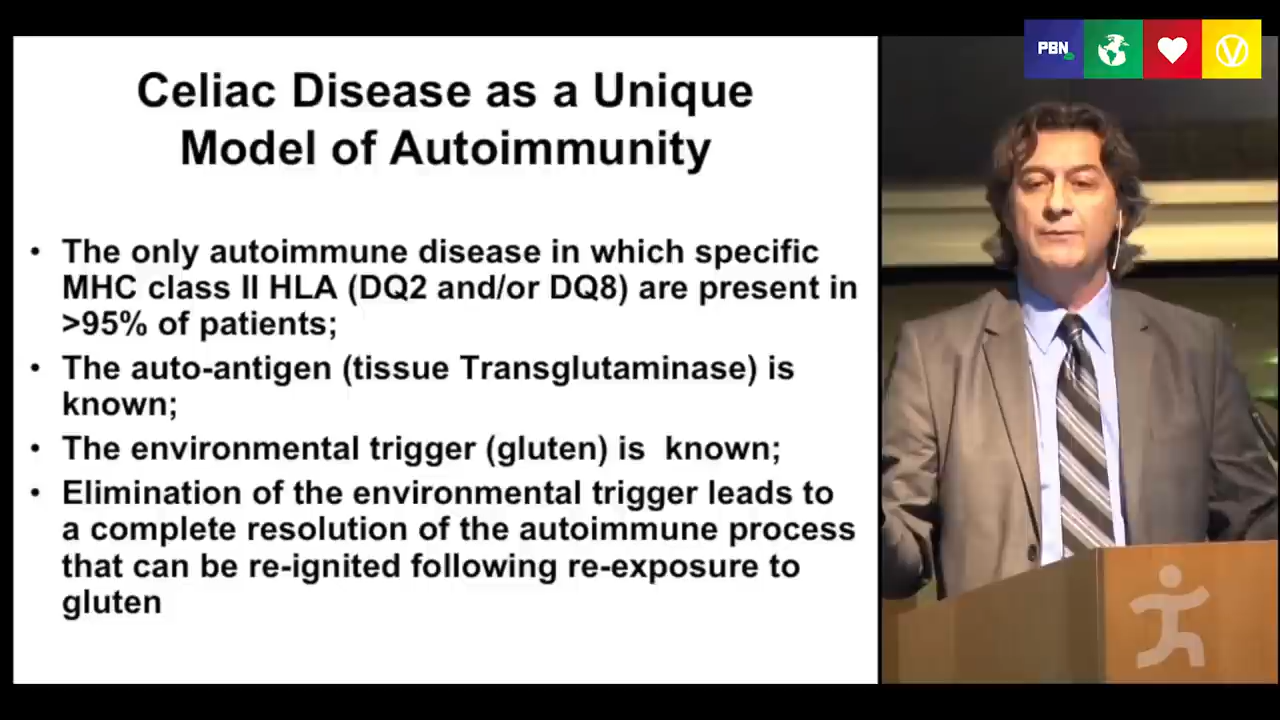 PBN
Celiac Disease as a Unique
Model of Autoimmunity
• The only autoimmune disease in which specific
MHC class II HLA (DQ2 and/or DQ8) are present in
>95% of patients;
• The auto-antigen (tissue Transglutaminase) is
known;
• The environmental trigger (gluten) is  known;
• Elimination of the environmental trigger leads to
a complete resolution of the autoimmune process
that can be re-ignited following re-exposure to
gluten